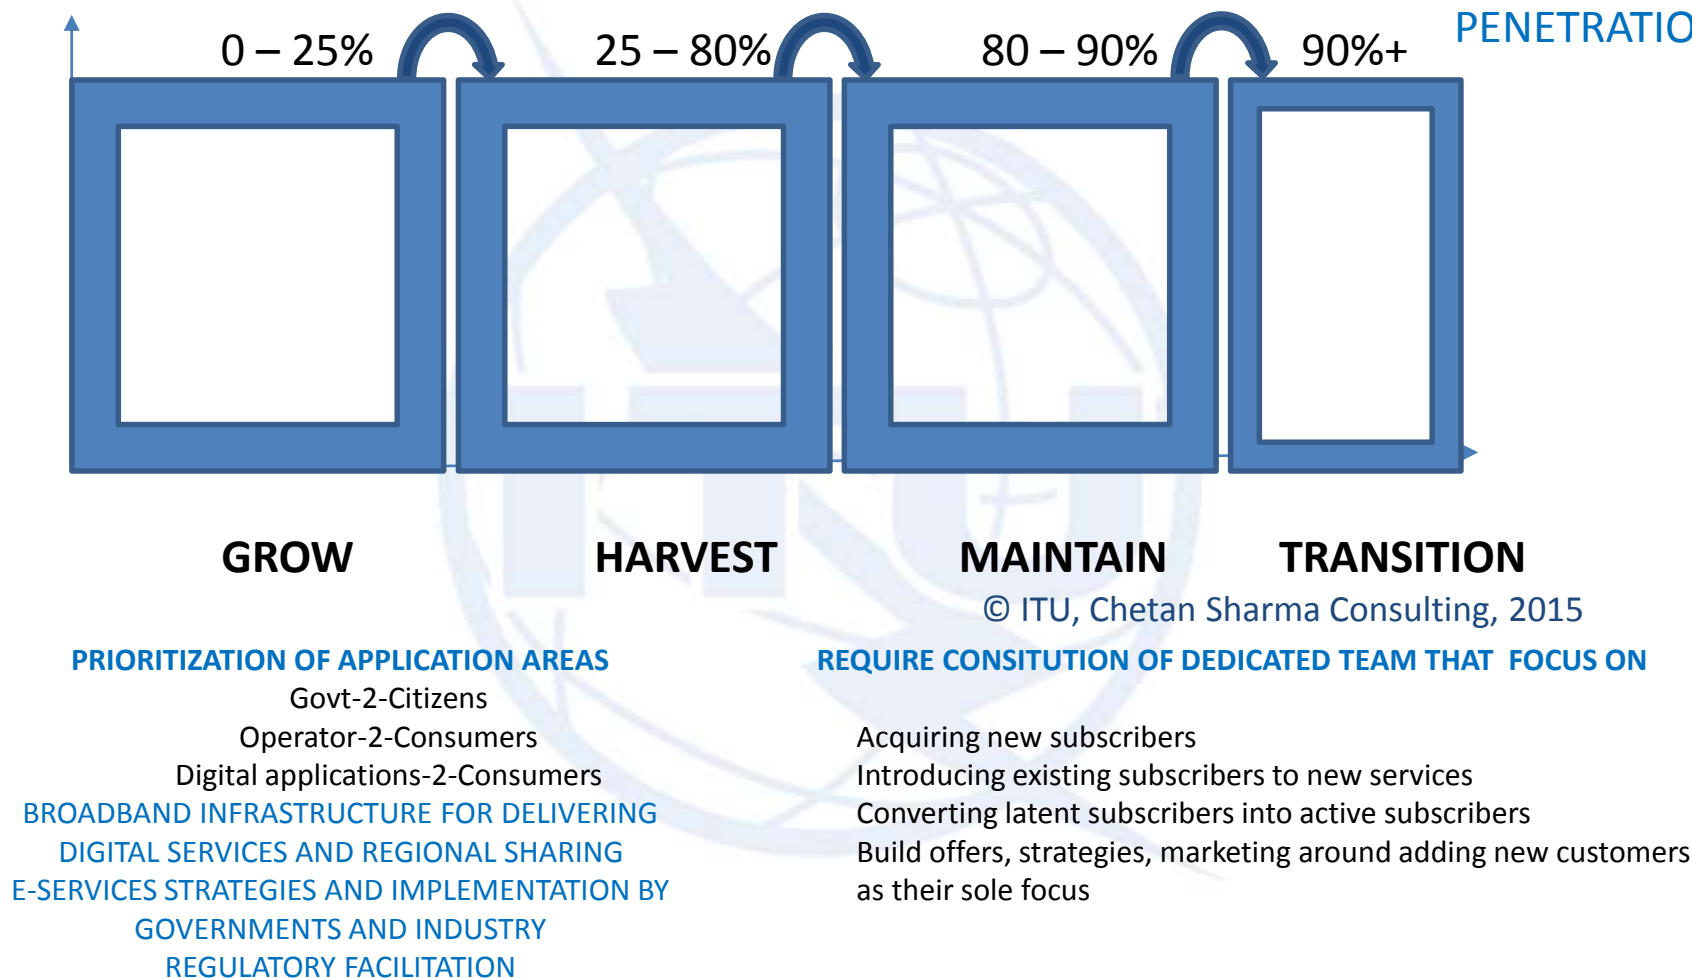 0 – 25%
25 – 80%
80 – 90%
90%+
PENETRATIO
GROW
HARVEST
MAINTAIN
TRANSITION
© ITU, Chetan Sharma Consulting, 2015
PRIORITIZATION OF APPLICATION AREAS
Govt-2-Citizens
Operator-2-Consumers
Digital applications-2-Consumers
BROADBAND INFRASTRUCTURE FOR DELIVERING
DIGITAL SERVICES AND REGIONAL SHARING
E-SERVICES STRATEGIES AND IMPLEMENTATION BY
GOVERNMENTS AND INDUSTRY
REGULATORY FACILITATION
REQUIRE CONSITUTION OF DEDICATED TEAM THAT FOCUS ON
Acquiring new subscribers
Introducing existing subscribers to new services
Converting latent subscribers into active subscribers
Build offers, strategies, marketing around adding new customers
as their sole focus
ITU